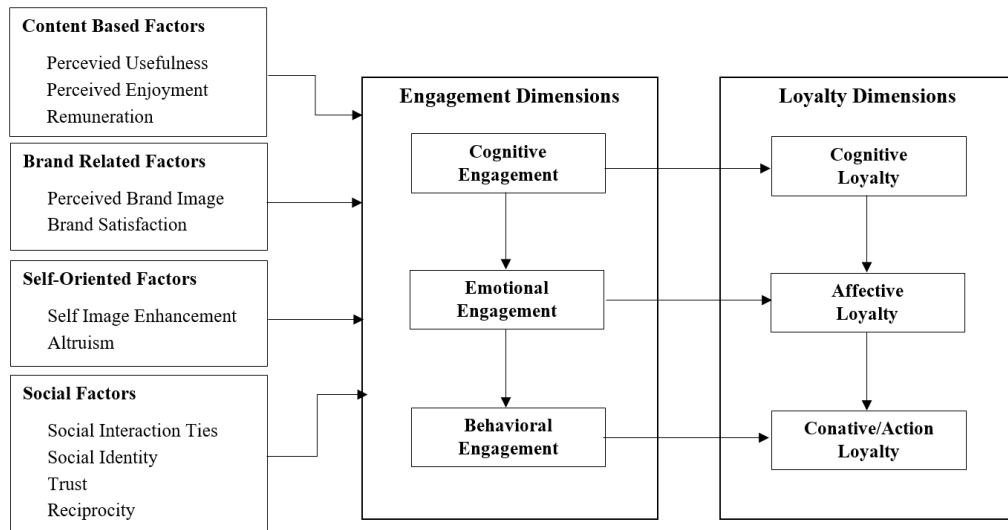 Content Based Factors
Percevied Usefulness
Perceived Enjoyment
Remuneration
Brand Related Factors
Perceived Brand Image
Brand Satisfaction
Self-Oriented Factors
Self Image Enhancement
Altruism
Social Factors
Social Interaction Ties
Social Identity
Trust
Reciprocity
Engagement Dimensions
Cognitive
Engagement
Emotional
Engagement
Behavioral
Engagement
Loyalty Dimensions
Cognitive
Loyalty
Affective
Loyalty
Conative/Action
Loyalty